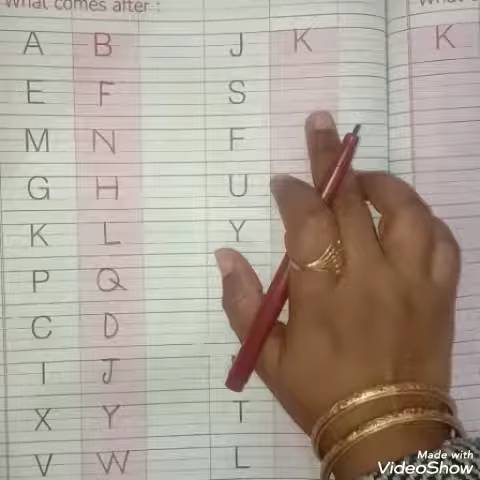 What comes after :
A B J K K
E F S
M N F
G H U
K L Y
P Q
C D
I J
X Y T
V W L
Made with
VideoShow